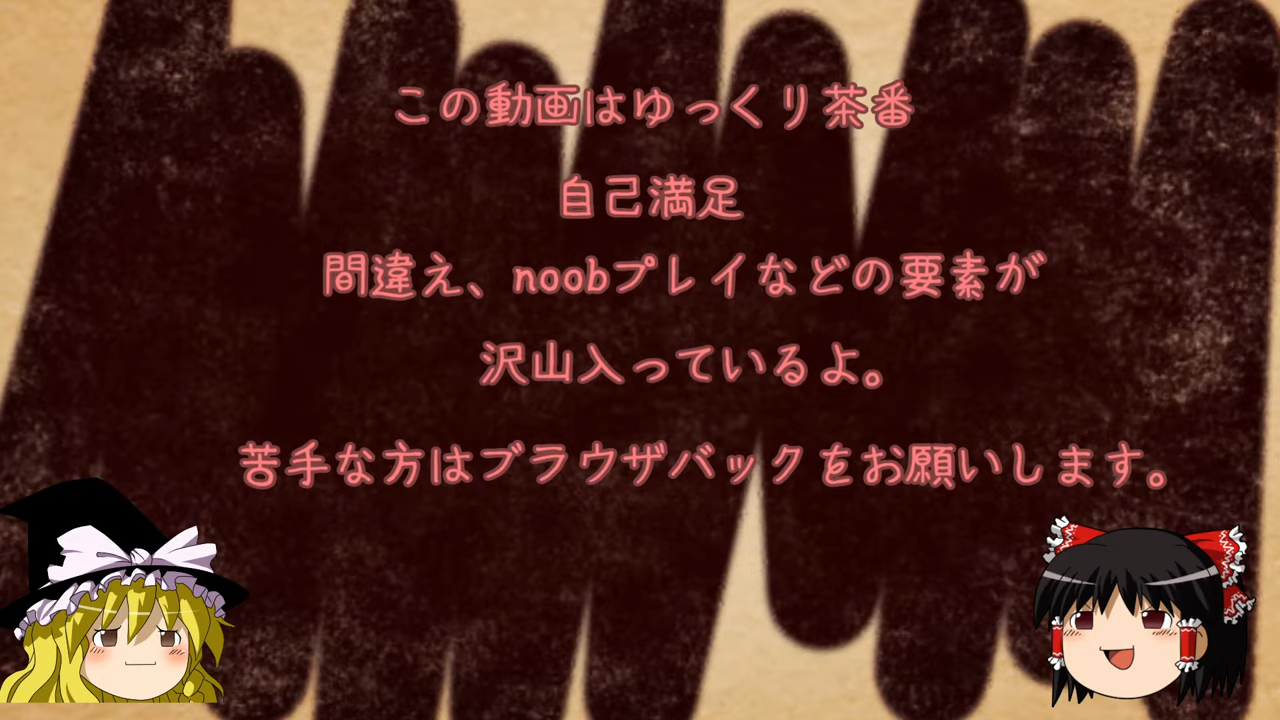 この動画はゆっくり茶番
自己満足
間違え、noobプレイなどの要素が
沢山入っているよ。
苦手な方はブラウザバックをお願いします。